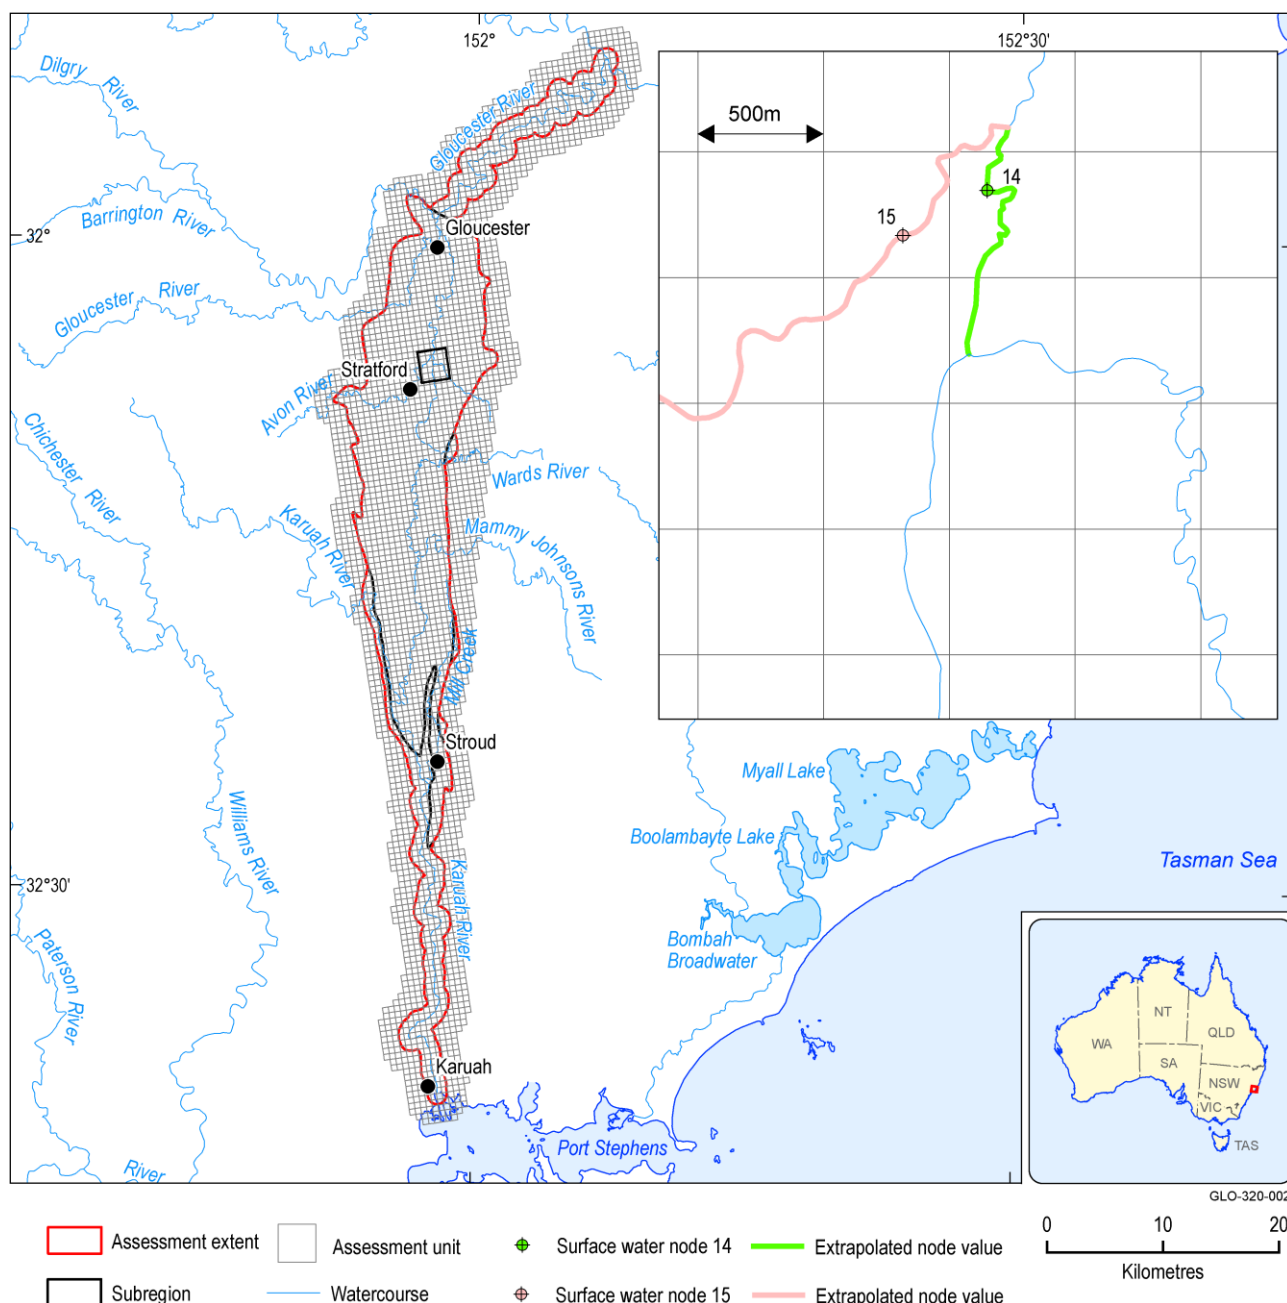 152°
152°30'
Dilgry River
Gloucester River
500m
14
15
Barrington River
32°
Gloucester
Gloucester River
Stratford
Avon River
Chichester River
Wards River
Karuah River
Mammy Johnsons River
Mill Creek
Stroud
Myall Lake
Williams River
Boolambayte Lake
Tasman Sea
32°30'
Karuah River
Bombah
Broadwater
Paterson River
NT
QLD
WA
SA
NSW
VIC
TAS
Karuah
Port Stephens
River
GLO-320-002
Assessment extent
Assessment unit
Surface water node 14
Extrapolated node value
0 10 20
Kilometres
Subregion
Watercourse
Surface water node 15
Extrapolated node value